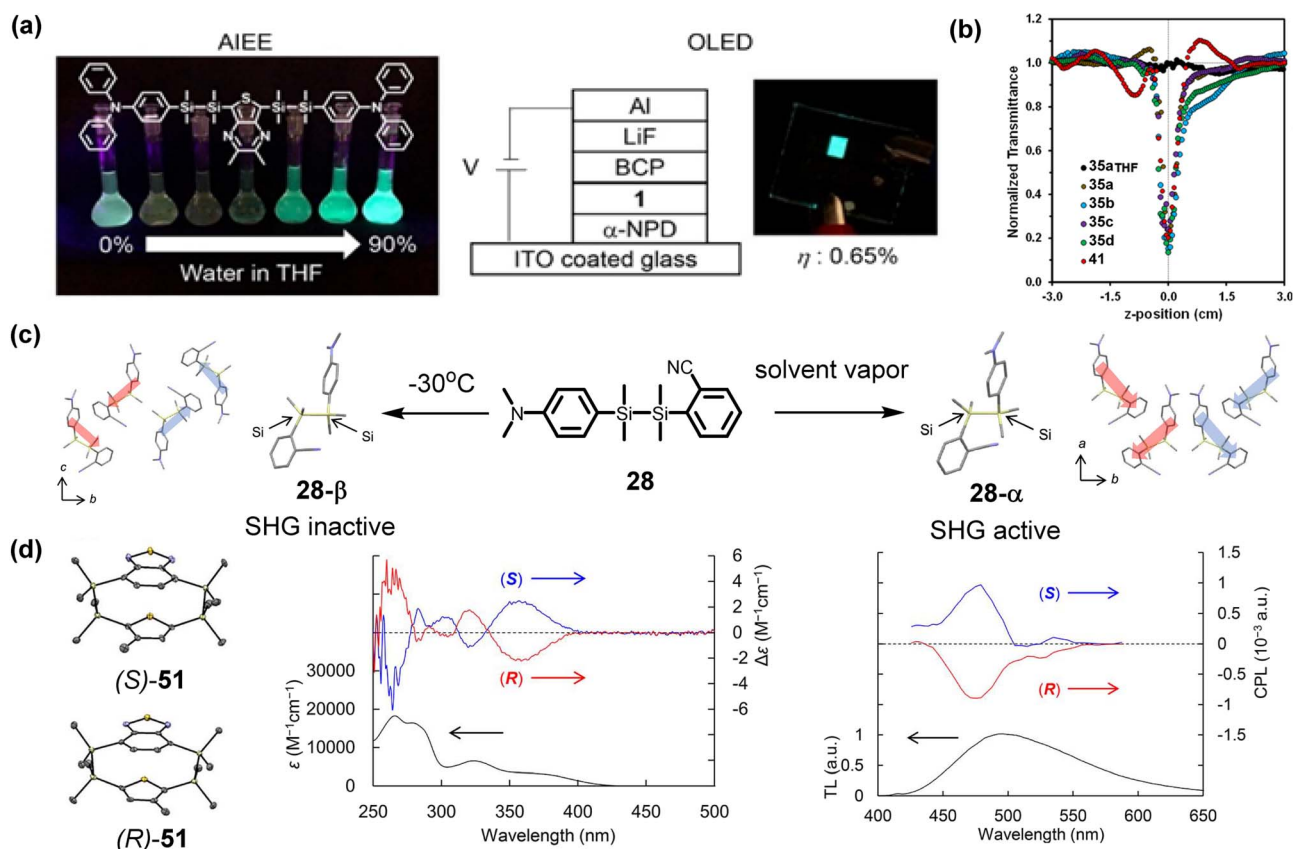 (a)
AIEE
S
N
Si Si
Si Si
N
N N
0%
90%
Water in THF
OLED
V
Al
LiF
BCP
1
α-NPD
ITO coated glass
η : 0.65%
(b)
Normalized Transmittance
1.2
1.0
0.8
0.6
0.4
0.2
0.0
35aTHF
35a
35b
35c
35d
41
-3.0 -1.5 0.0 1.5 3.0
z-position (cm)
(c)
c
b
Si
Si
28-β
-30°C
N
Si
Si
NC
28
solvent vapor
Si
Si
28-α
a
b
SHG inactive
SHG active
(d)
(S)-51
(R)-51
ε (M⁻¹cm⁻¹)
30000
20000
10000
0
(S)
(R)
6
4
2
0
-2
-4
-6
Δε (M⁻¹cm⁻¹)
250 300 350 400 450 500
Wavelength (nm)
TL (a.u.)
1
0.5
0
(S)
(R)
1.5
1
0.5
0
-0.5
-1
-1.5
CPL (10⁻³ a.u.)
400 450 500 550 600 650
Wavelength (nm)